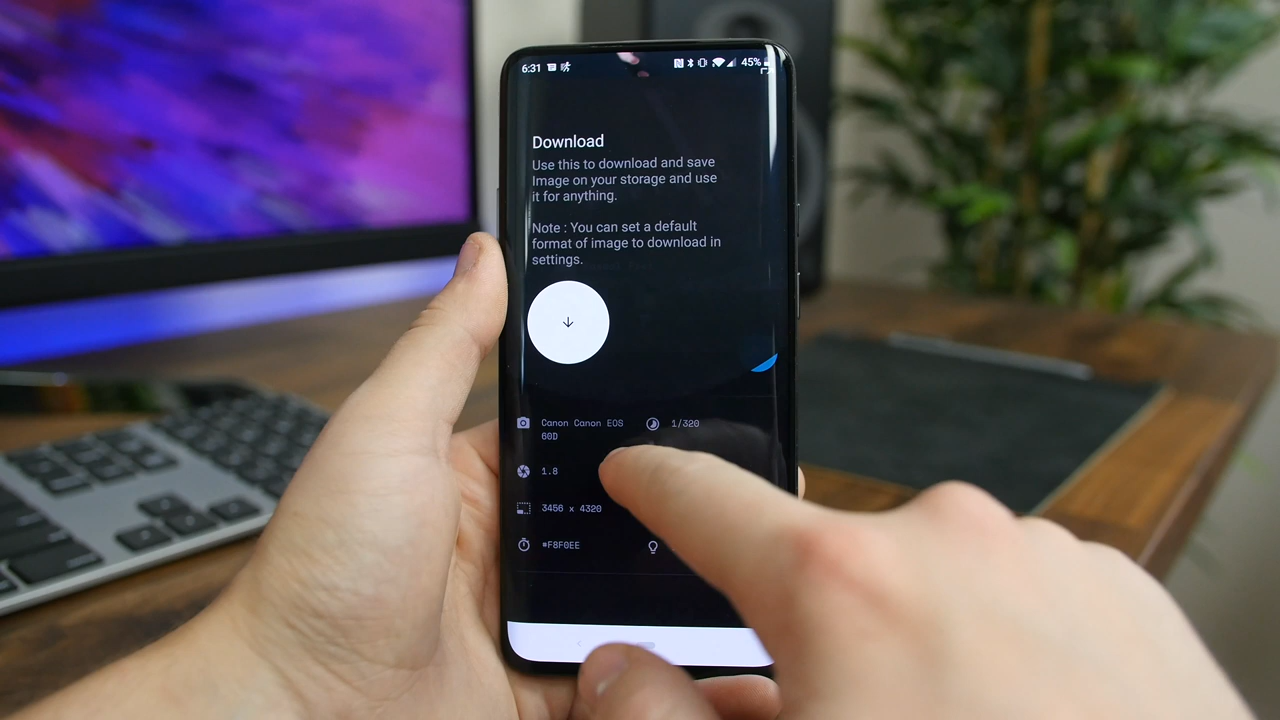 6:31 45%
Download
Use this to download and save
Image on your storage and use
it for anything.
Note : You can set a default
format of image to download in
settings.
Canon Canon EOS
60D
1/320
1.8
3456 x 4320
#F8F0EE